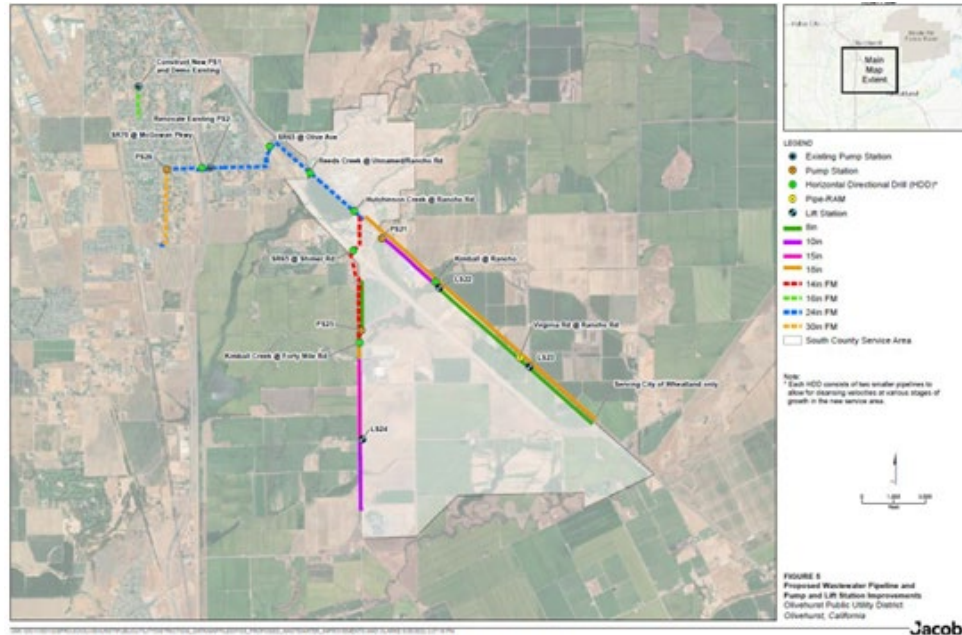 Construct New PS1
and Demo Existing
Renovate Existing PS2
SR70 @ McGowan Pkwy
PS26
SR65 @ Olive Ave
Reeds Creek @ Unnamed/Rancho Rd
Hutchinson Creek @ Rancho Rd
PS21
SR65 @ Shimer Rd
Kimball @ Rancho
LS22
PS25
Virginia Rd @ Rancho Rd
LS23
Kimball Creek @ Forty Mile Rd
Serving City of Wheatland only
LS24
Main
Map
Extent
LEGEND
Existing Pump Station
Pump Station
Horizontal Directional Drill (HDD)*
Pipe-RAM
Lift Station
8in
10in
15in
18in
14in FM
16in FM
24in FM
30in FM
South County Service Area
Note:
* Each HDD consists of two smaller pipelines to
allow for cleansing velocities at various stages of
growth in the new service area.
Feet
FIGURE 5
Proposed Wastewater Pipeline and
Pump and Lift Station Improvements
Olivehurst Public Utility District
Olivehurst, California
Jacob